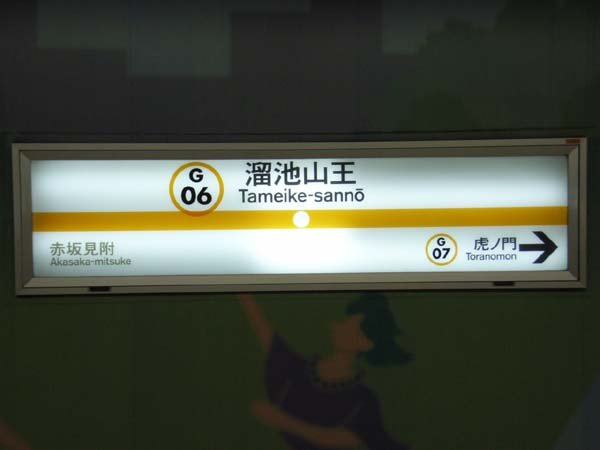 G
06
溜池山王
Tameike-sannō
赤坂見附
Akasaka-mitsuke
G
07
虎ノ門
Toranomon